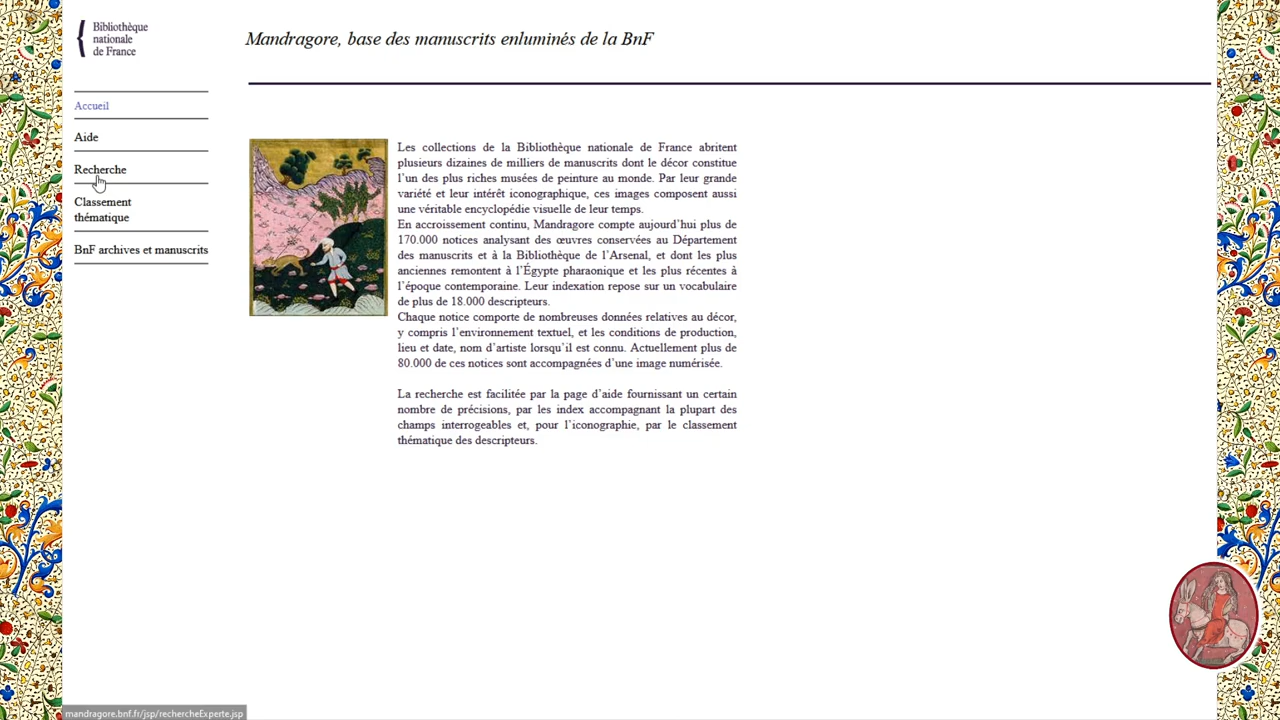 Bibliothèque
nationale
de France
Mandragore, base des manuscrits enluminés de la BnF
Accueil
Aide
Recherche
Classement
thématique
BnF archives et manuscrits
Les collections de la Bibliothèque nationale de France abritent
plusieurs dizaines de milliers de manuscrits dont le décor constitue
l’un des plus riches musées de peinture au monde. Par leur grande
variété et leur intérêt iconographique, ces images composent aussi
une véritable encyclopédie visuelle de leur temps.
En accroissement continu, Mandragore compte aujourd’hui plus de
170.000 notices analysant des œuvres conservées au Département
des manuscrits et à la Bibliothèque de l’Arsenal, et dont les plus
anciennes remontent à l’Égypte pharaonique et les plus récentes à
l’époque contemporaine. Leur indexation repose sur un vocabulaire
de plus de 18.000 descripteurs.
Chaque notice comporte de nombreuses données relatives au décor,
y compris l’environnement textuel, et les conditions de production,
lieu et date, nom d’artiste lorsqu’il est connu. Actuellement plus de
80.000 de ces notices sont accompagnées d’une image numérisée.
La recherche est facilitée par la page d’aide fournissant un certain
nombre de précisions, par les index accompagnant la plupart des
champs interrogeables et, pour l’iconographie, par le classement
thématique des descripteurs.
mandragore.bnf.fr/jsp/rechercheExperte.jsp